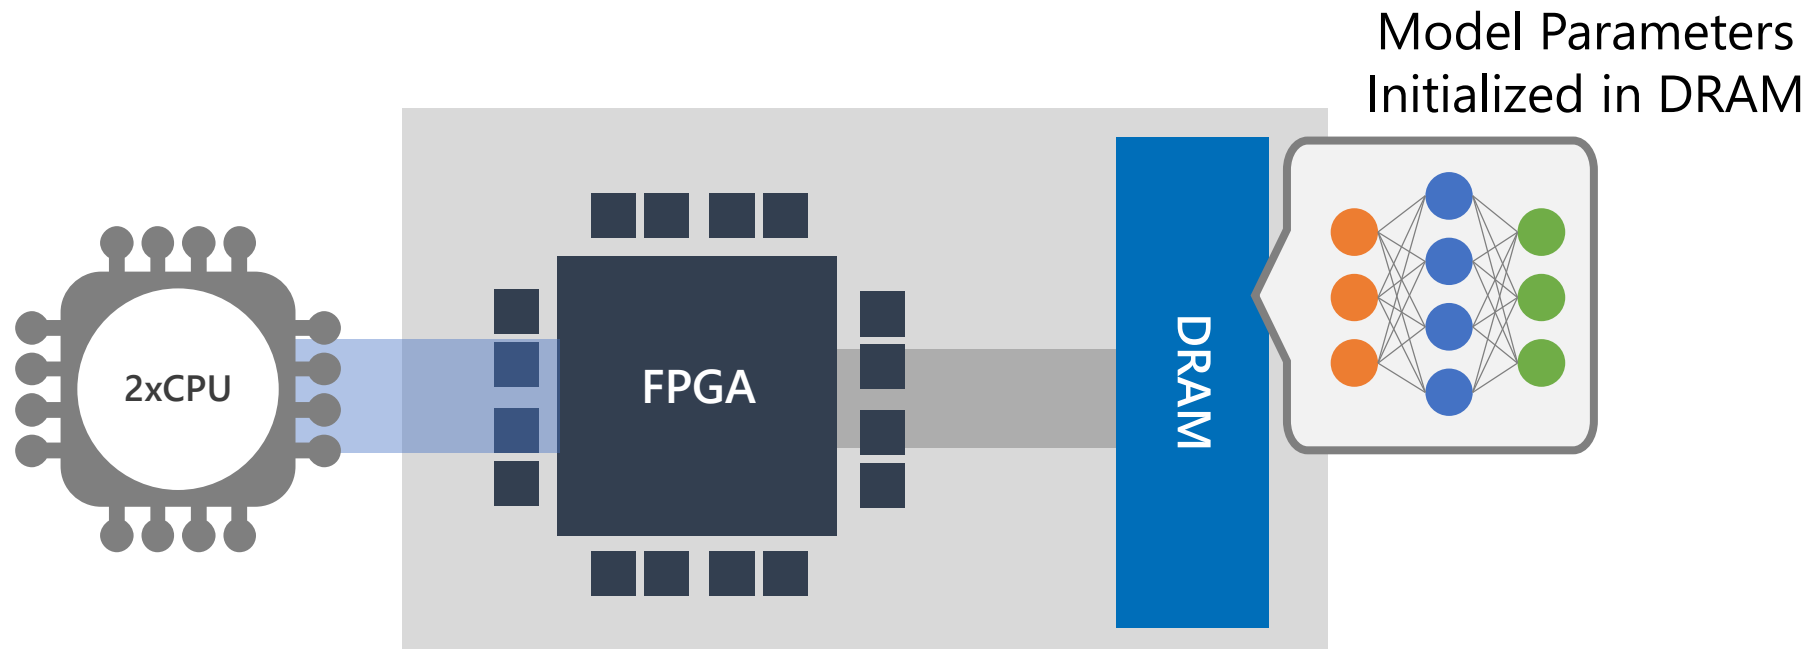 Model Parameters
Initialized in DRAM
2xCPU
FPGA
DRAM